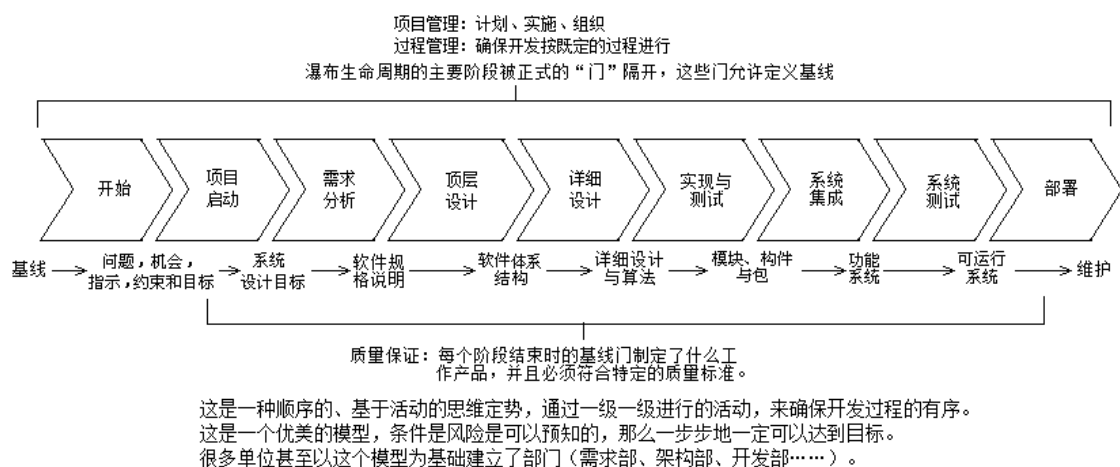 项目管理：计划、实施、组织
过程管理：确保开发按既定的过程进行
瀑布生命周期的主要阶段被正式的“门”隔开，这些门允许定义基线
开始
项目
启动
需求
分析
顶层
设计
详细
设计
实现与
测试
系统
集成
系统
测试
部署
基线
问题，机会，
指示，约束和目标
系统
设计目标
软件规
格说明
软件体系
结构
详细设计
与算法
模块、构件
与包
功能
系统
可运行
系统
维护
质量保证：每个阶段结束时的基线门制定了什么工
作产品，并且必须符合特定的质量标准。
这是一种顺序的、基于活动的思维定势，通过一级一级进行的活动，来确保开发过程的有序。
这是一个优美的模型，条件是风险是可以预知的，那么一步步地一定可以达到目标。
很多单位甚至以这个模型为基础建立了部门（需求部、架构部、开发部……）。